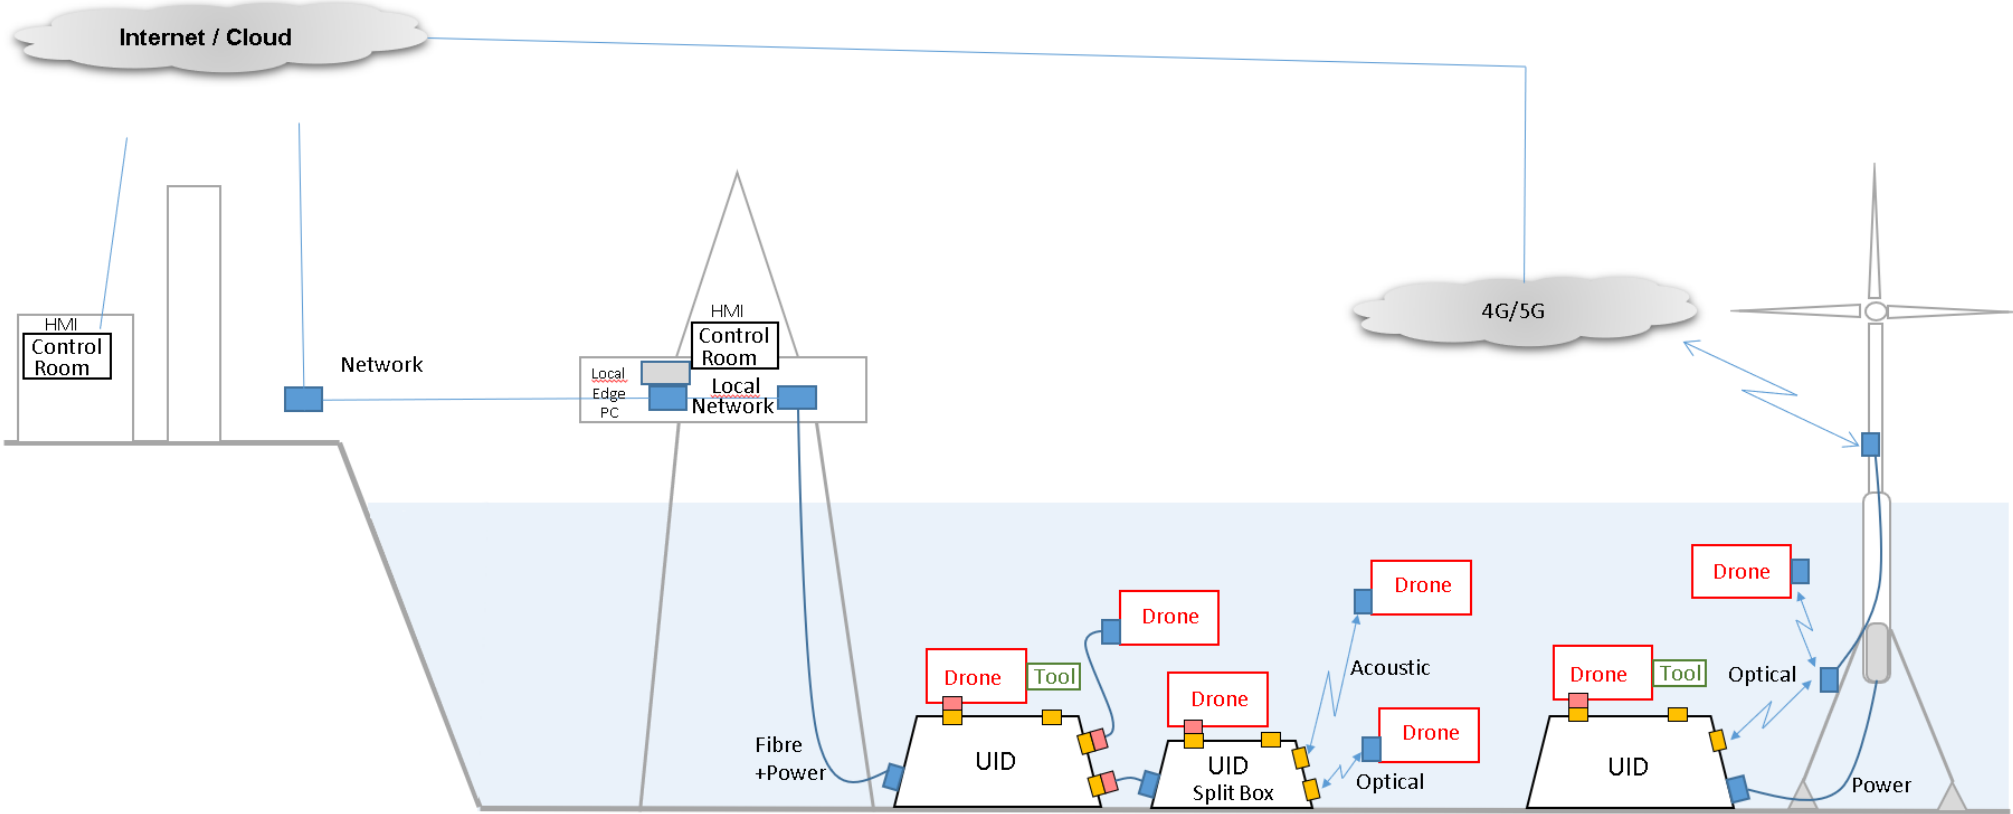 Internet / Cloud
4G/5G
HMI
Control
Room
Network
HMI
Control
Room
Local
Edge
PC
Local
Network
Drone
Drone
Drone
Drone
Tool
Acoustic
Drone
Drone
Tool
Optical
Drone
Fibre
+Power
UID
UID
Split Box
Optical
UID
Power